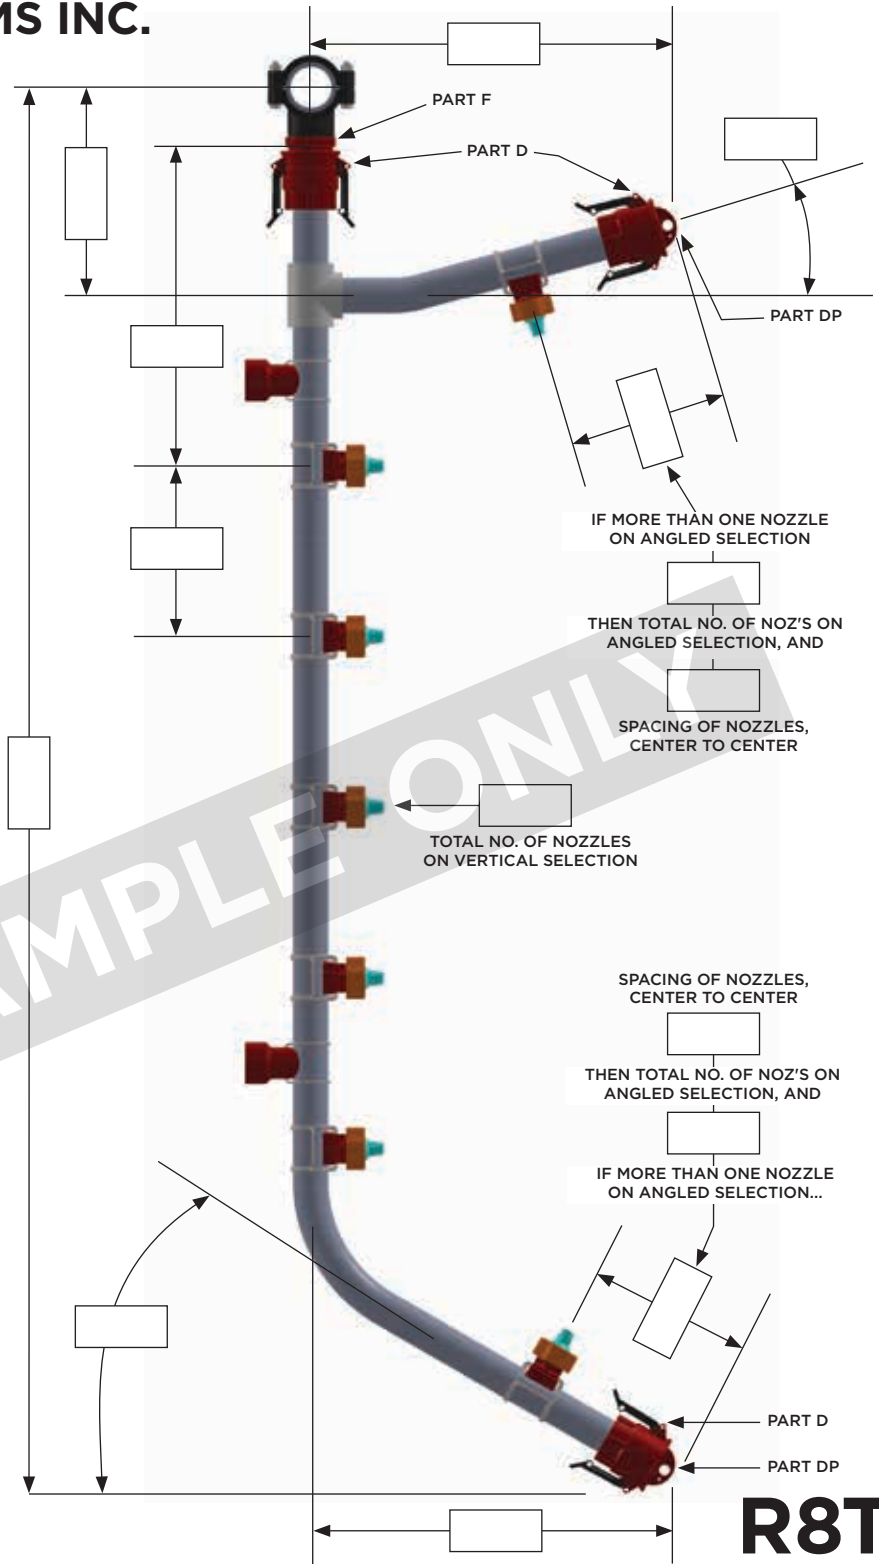 MS INC.
PART F
PART D
PART DP
IF MORE THAN ONE NOZZLE
ON ANGLED SELECTION
THEN TOTAL NO. OF NOZ'S ON
ANGLED SELECTION, AND
SPACING OF NOZZLES,
CENTER TO CENTER
TOTAL NO. OF NOZZLES
ON VERTICAL SELECTION
AMPLE ONLY
SPACING OF NOZZLES,
CENTER TO CENTER
THEN TOTAL NO. OF NOZ'S ON
ANGLED SELECTION, AND
IF MORE THAN ONE NOZZLE
ON ANGLED SELECTION...
PART D
PART DP
R8T